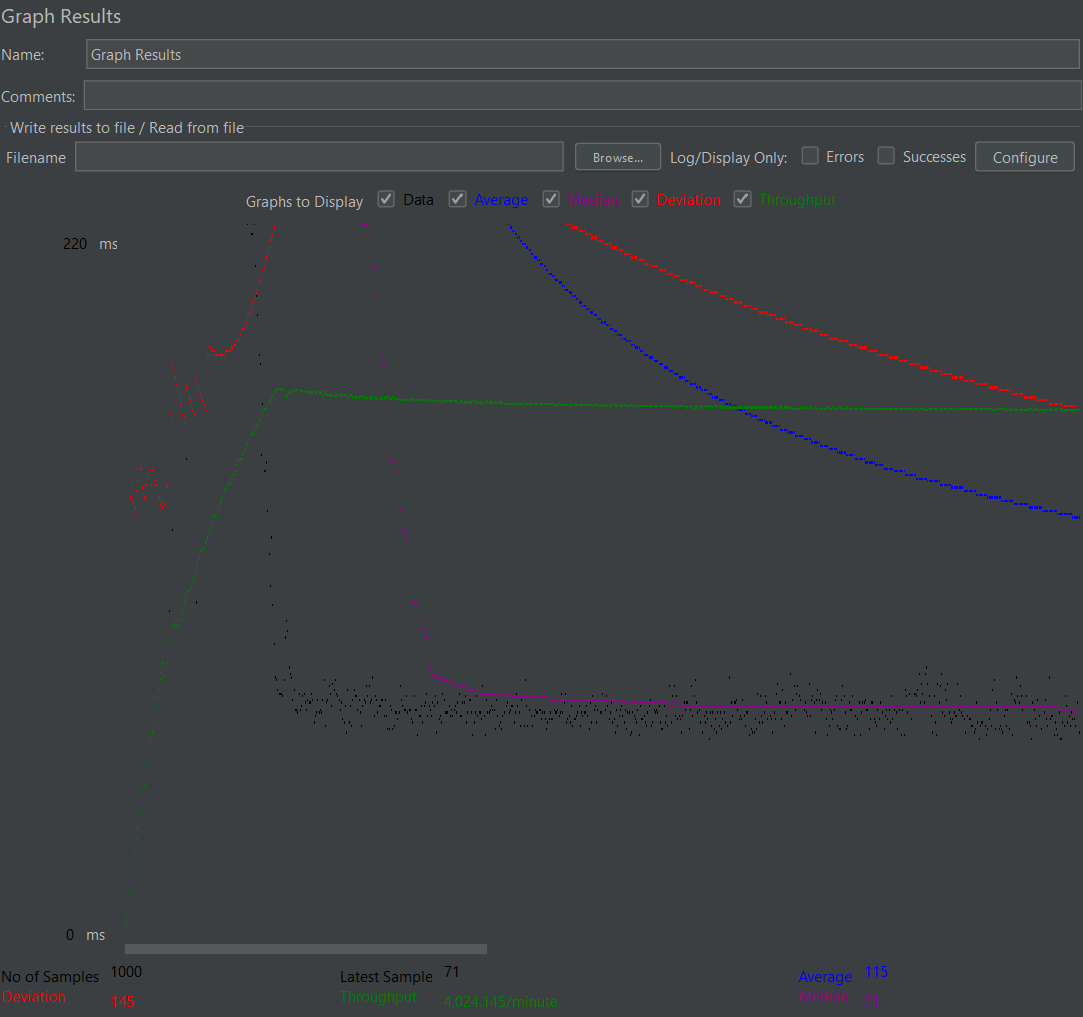 Graph Results
Name: Graph Results
Comments:
Write results to file / Read from file
Filename Browse... Log/Display Only: Errors Successes Configure
Graphs to Display Data Average Median Deviation Throughput
220 ms
0 ms
No of Samples 1000 Latest Sample 71 Average 115
Deviation 145 Throughput 4,024.145/minute Median 71